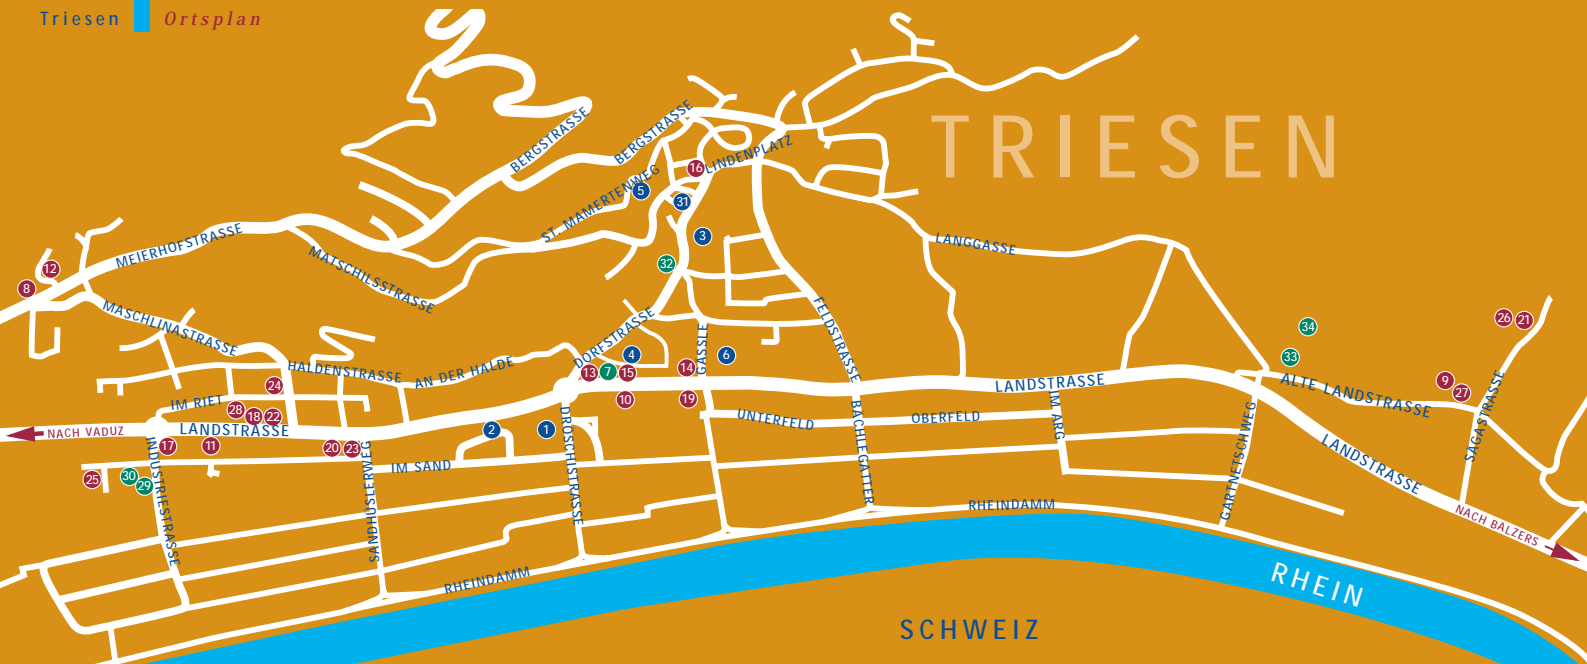 Triesen Ortsplan
TRIESEN
BERGSTRASSE
BERGSTRASSE
LINDENPLATZ
16
ST. MAMERTENWEG
5
31
3
32
MEIERHOFSTRASSE
MATSCHILSSTRASSE
LANGGASSE
12
8
MASCHLINASTRASSE
HALDENSTRASSE
AN DER HALDE
DORFSTRASSE
GÄSSLE
FELDSTRASSE
4
6
13
7
15
14
10
19
34
33
26
21
9
27
24
IM RIET
28
18
22
NACH VADUZ
LANDSTRASSE
LANDSTRASSE
ALTE LANDSTRASSE
LANDSTRASSE
SAGASTRASSE
UNTERFELD
OBERFELD
IM ARG
17
11
20
23
2
1
25
30
29
INDUSTRIESTRASSE
SANDHÜSLERWEG
IM SAND
DRÖSCHISTRASSE
BÄCHLEGATTER
GARTNETSCHWEG
RHEINDAMM
RHEINDAMM
NACH BALZERS
RHEIN
SCHWEIZ